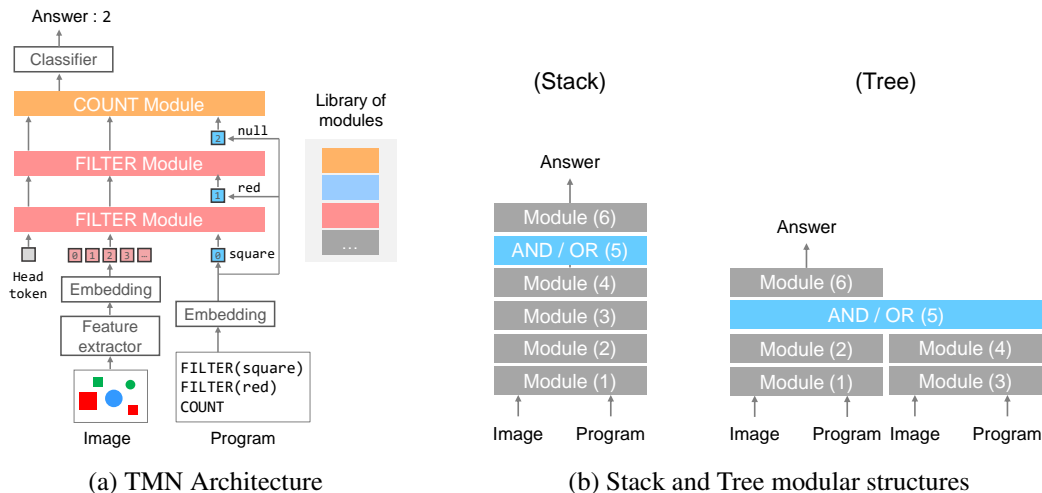 Answer : 2
Classifier
COUNT Module
2
null
FILTER Module
1
red
FILTER Module
0 1 2 3 ...
0
square
Head
token
Embedding
Feature
extractor
Embedding
FILTER(square)
FILTER(red)
COUNT
Image
Program
Library of
modules
...
(a) TMN Architecture
(Stack)
Answer
Module (6)
AND / OR (5)
Module (4)
Module (3)
Module (2)
Module (1)
Image
Program
(Tree)
Answer
Module (6)
AND / OR (5)
Module (2)
Module (4)
Module (1)
Module (3)
Image
Program
Image
Program
(b) Stack and Tree modular structures